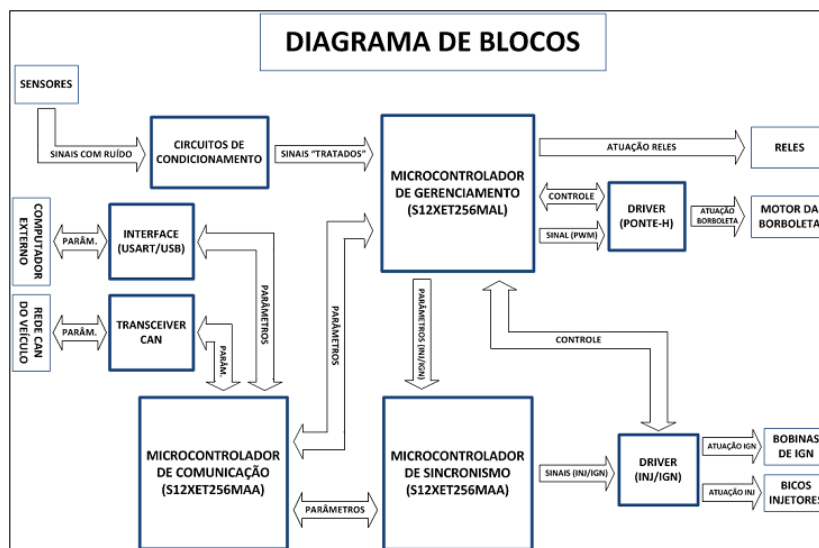 DIAGRAMA DE BLOCOS
SENSORES
SINAIS COM RUÍDO
CIRCUITOS DE
CONDICIONAMENTO
SINAIS "TRATADOS"
MICROCONTROLADOR
DE GERENCIAMENTO
(S12XET256MAL)
ATUAÇÃO RELES
RELES
CONTROLE
SINAL (PWM)
DRIVER
(PONTE-H)
ATUAÇÃO
BORBOLETA
MOTOR DA
BORBOLETA
COMPUTADOR
EXTERNO
PARÂM.
INTERFACE
(USART/USB)
PARÂMETROS
REDE CAN
DO VEÍCULO
PARÂM.
TRANSCEIVER
CAN
PARÂM.
PARÂMETROS
PARÂMETROS (INJ/IGN)
CONTROLE
MICROCONTROLADOR
DE COMUNICAÇÃO
(S12XET256MAA)
PARÂMETROS
MICROCONTROLADOR
DE SINCRONISMO
(S12XET256MAA)
SINAIS (INJ/IGN)
DRIVER
(INJ/IGN)
ATUAÇÃO IGN
BOBINAS
DE IGN
ATUAÇÃO INJ
BICOS
INJETORES